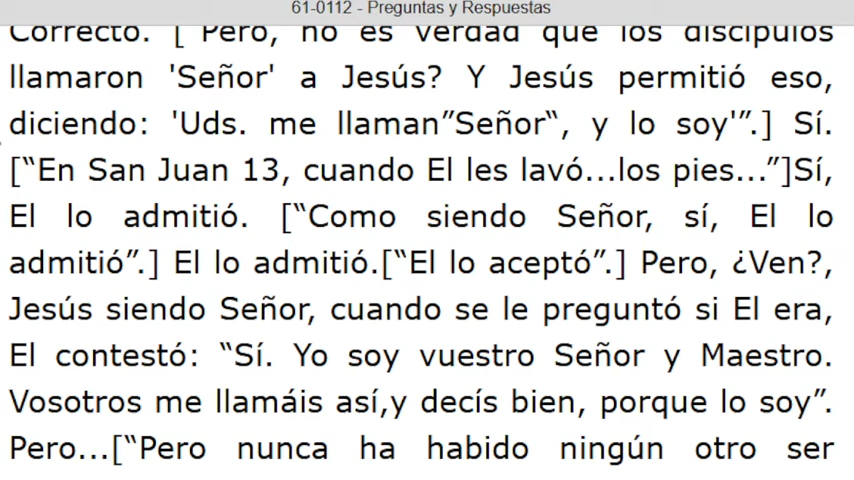 61-0112 - Preguntas y Respuestas
Correcto. [“Pero, no es verdad que los discípulos
llamaron 'Señor' a Jesús? Y Jesús permitió eso,
diciendo: 'Uds. me llaman”Señor“, y lo soy'”.] Sí.
[“En San Juan 13, cuando El les lavó...los pies...”]Sí,
El lo admitió. [“Como siendo Señor, sí, El lo
admitió”.] El lo admitió.[“El lo aceptó”.] Pero, ¿Ven?,
Jesús siendo Señor, cuando se le preguntó si El era,
El contestó: “Sí. Yo soy vuestro Señor y Maestro.
Vosotros me llamáis así,y decís bien, porque lo soy”.
Pero...[“Pero nunca ha habido ningún otro ser